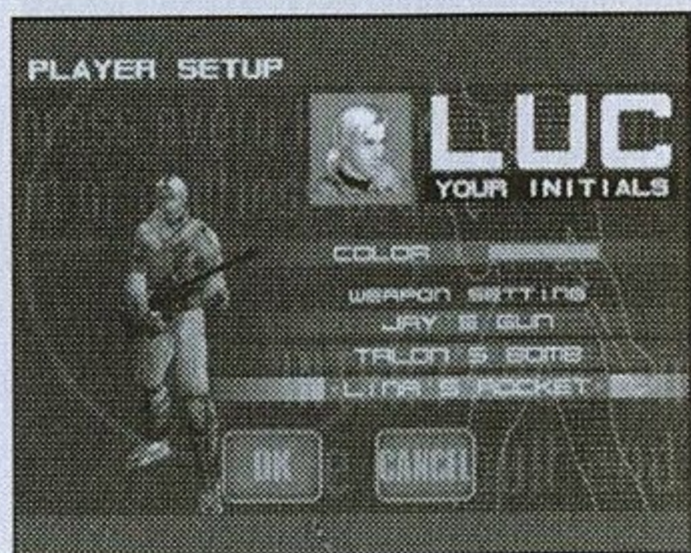 PLAYER SETUP
LUC
YOUR INITIALS
COLOR
WEAPON SETTING
JAY S GUN
TALON S BOMB
LINA S ROCKET
OK
CANCEL